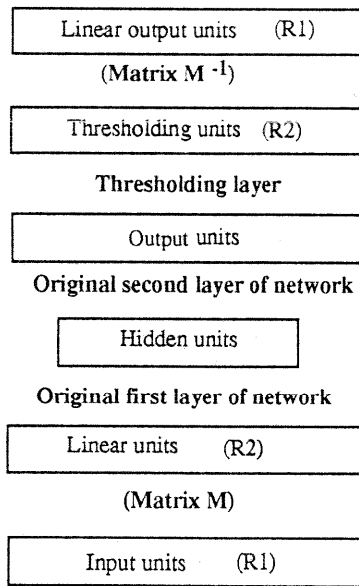 Linear output units (R1)
(Matrix M -1)
Thresholding units (R2)
Thresholding layer
Output units
Original second layer of network
Hidden units
Original first layer of network
Linear units (R2)
(Matrix M)
Input units (R1)